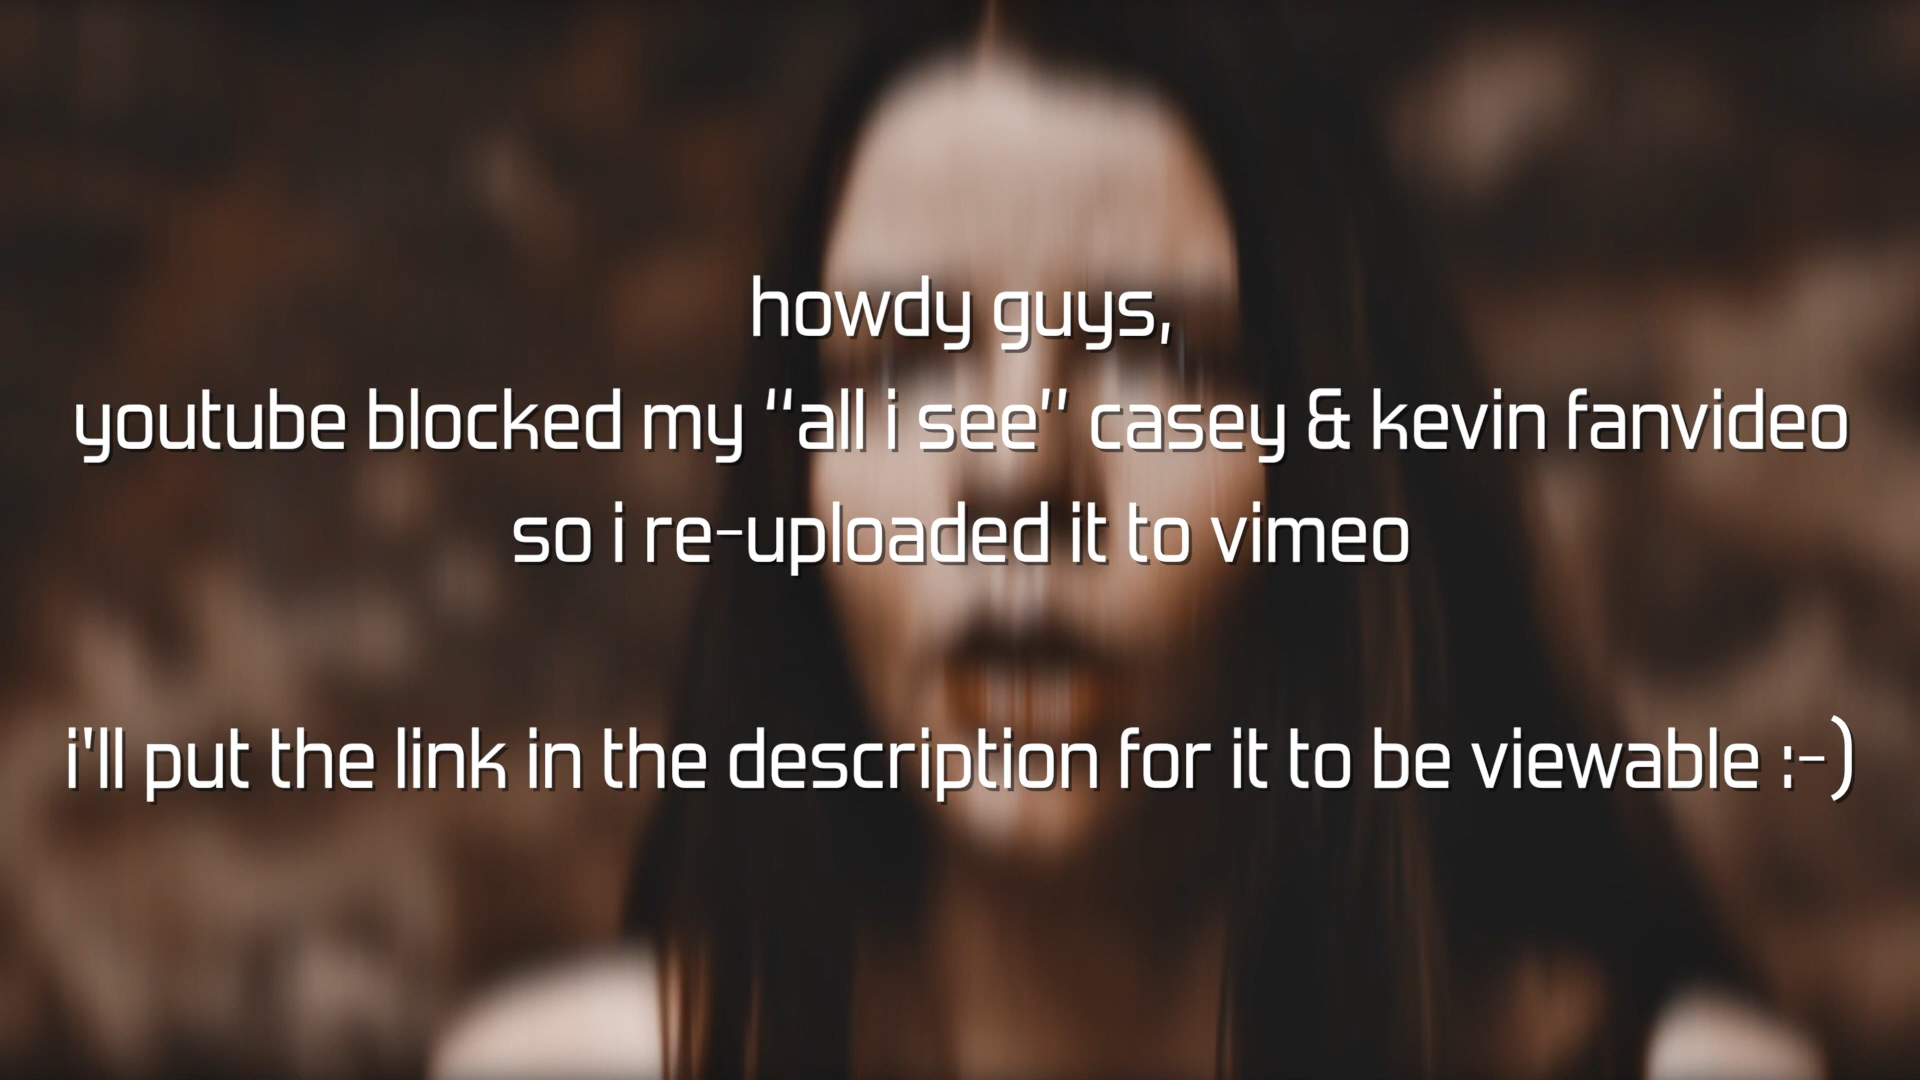 howdy guys,
youtube blocked my “all i see” casey & kevin fanvideo
so i re-uploaded it to vimeo
i'll put the link in the description for it to be viewable :-)